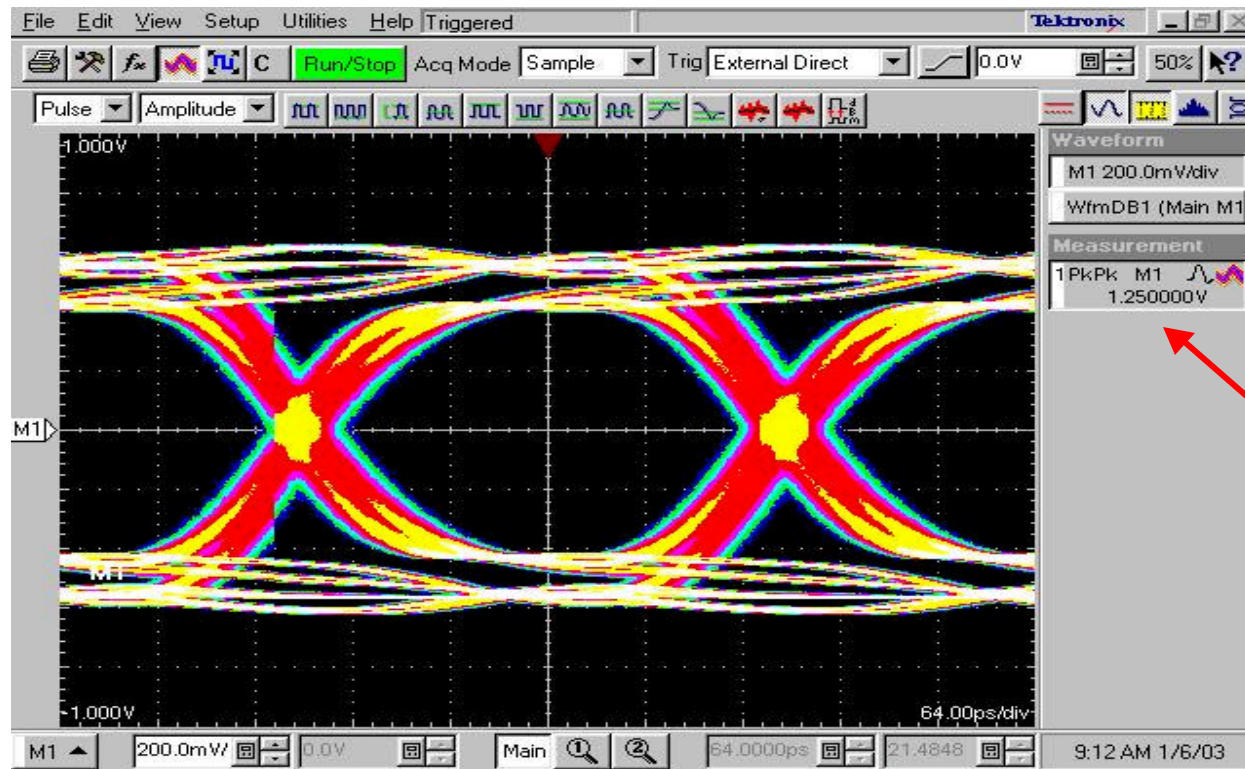 File Edit View Setup Utilities Help Triggered Tektronix
C Run/Stop Acq Mode Sample Trig External Direct 0.0V 50%
Pulse Amplitude
1.000V
Waveform
M1 200.0mV/div
WfmDB1 (Main M1
Measurement
1 PkPk M1
1.250000V
M1
M1
-1.000V 64.00ps/div
M1 200.0mV/ 0.0V Main 1 2 64.0000ps 21.4848 9:12 AM 1/6/03